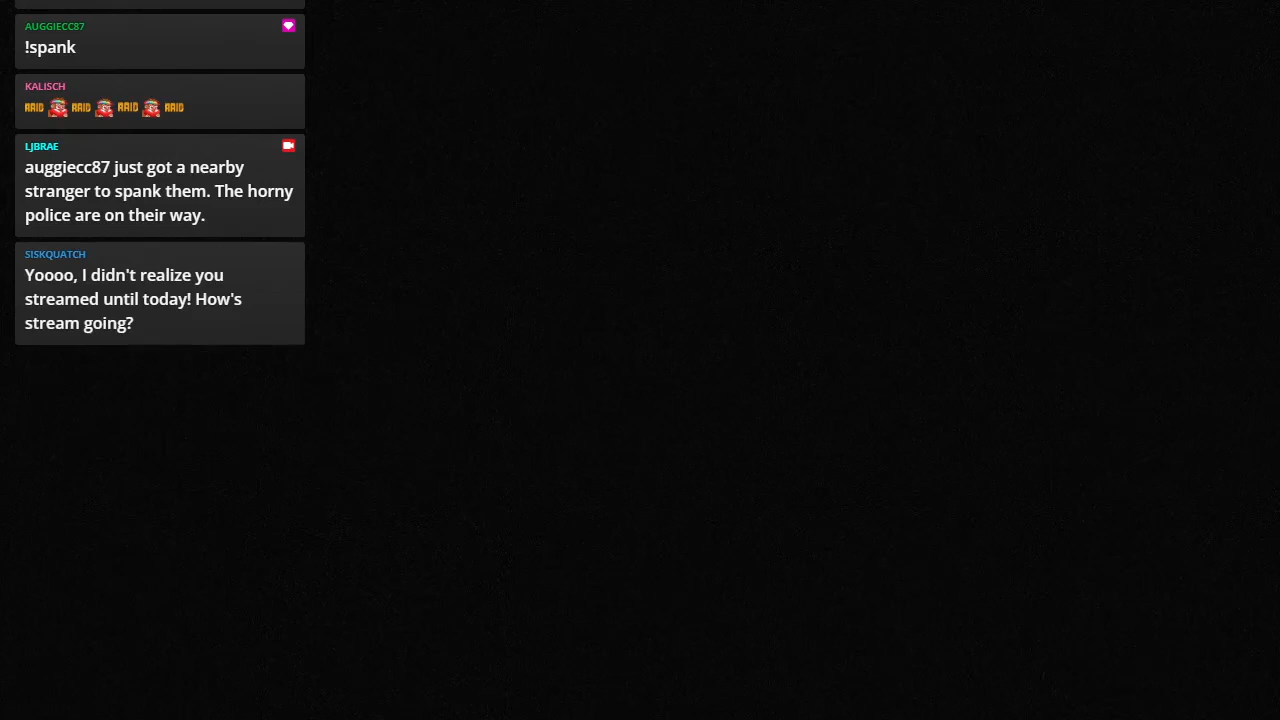 AUGGIECC87
!spank
KALISCH
RAID RAID RAID RAID
LJBRAE
auggiecc87 just got a nearby
stranger to spank them. The horny
police are on their way.
SISKQUATCH
Yoooo, I didn't realize you
streamed until today! How's
stream going?